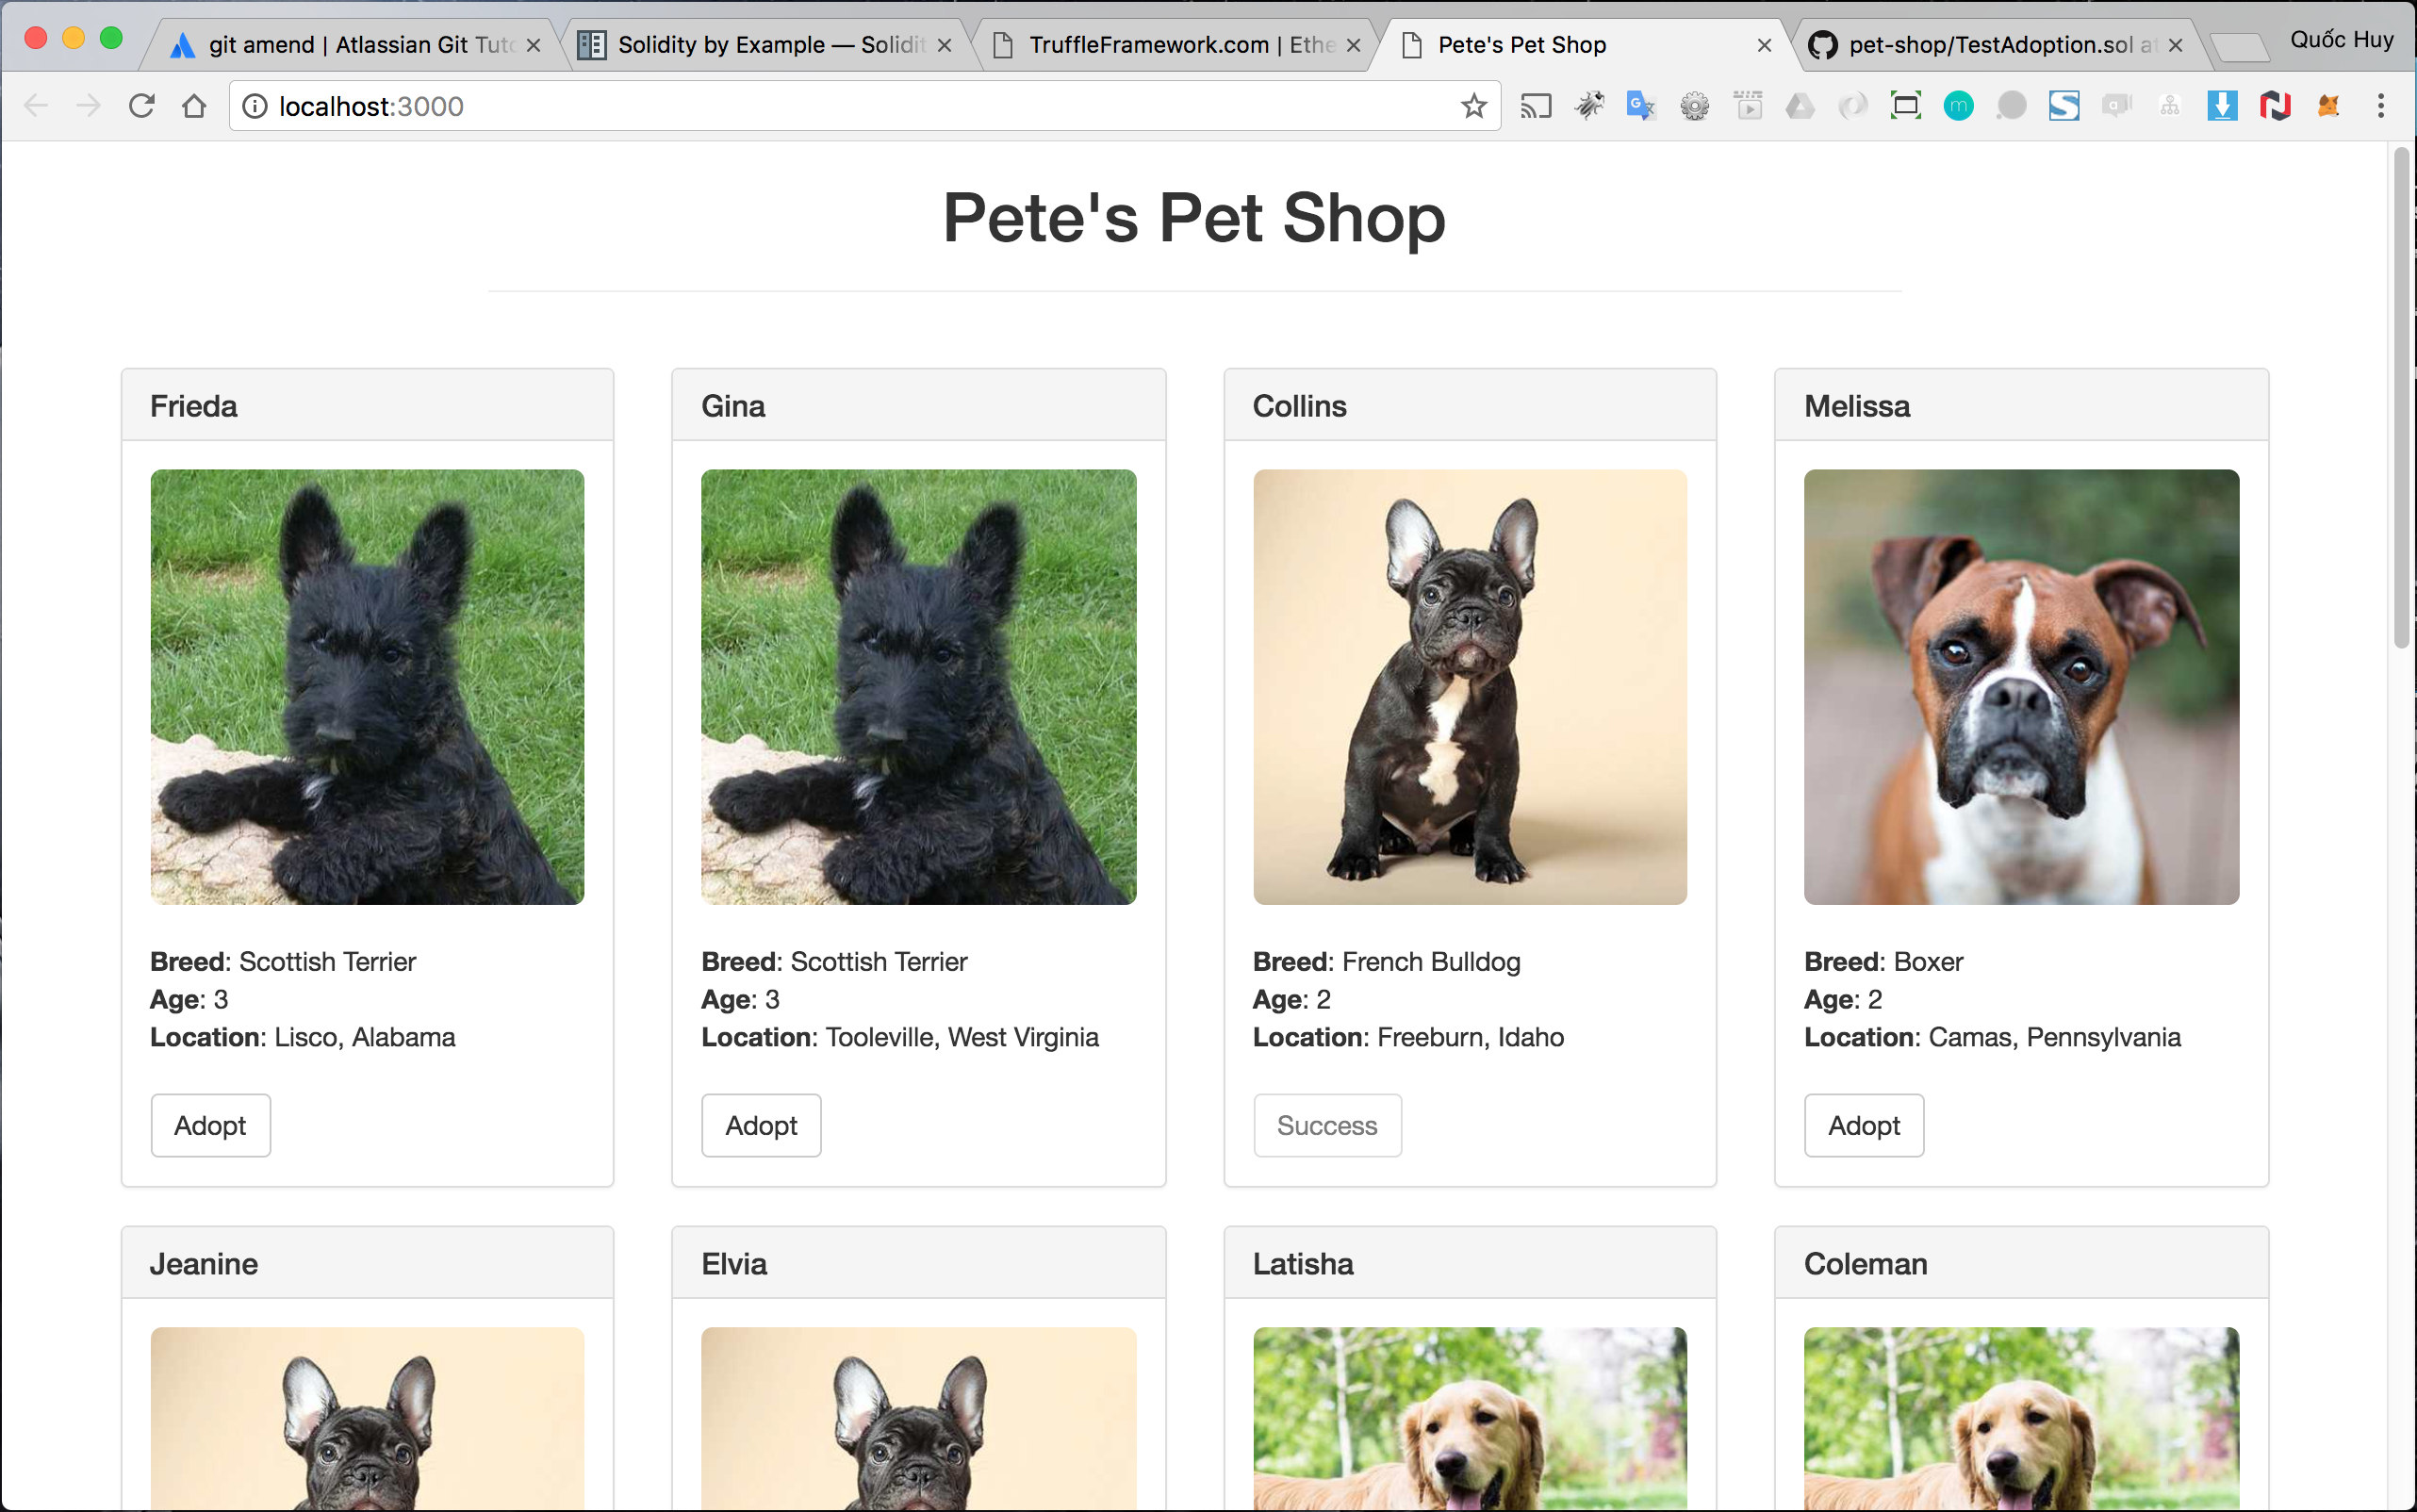 git amend | Atlassian Git Tuto
Solidity by Example — Solidit
TruffleFramework.com | Ethe
Pete's Pet Shop
pet-shop/TestAdoption.sol at
Quốc Huy
localhost:3000
Pete's Pet Shop
Frieda
Gina
Collins
Melissa
Breed: Scottish Terrier
Age: 3
Location: Lisco, Alabama
Breed: Scottish Terrier
Age: 3
Location: Tooleville, West Virginia
Breed: French Bulldog
Age: 2
Location: Freeburn, Idaho
Breed: Boxer
Age: 2
Location: Camas, Pennsylvania
Adopt
Adopt
Success
Adopt
Jeanine
Elvia
Latisha
Coleman